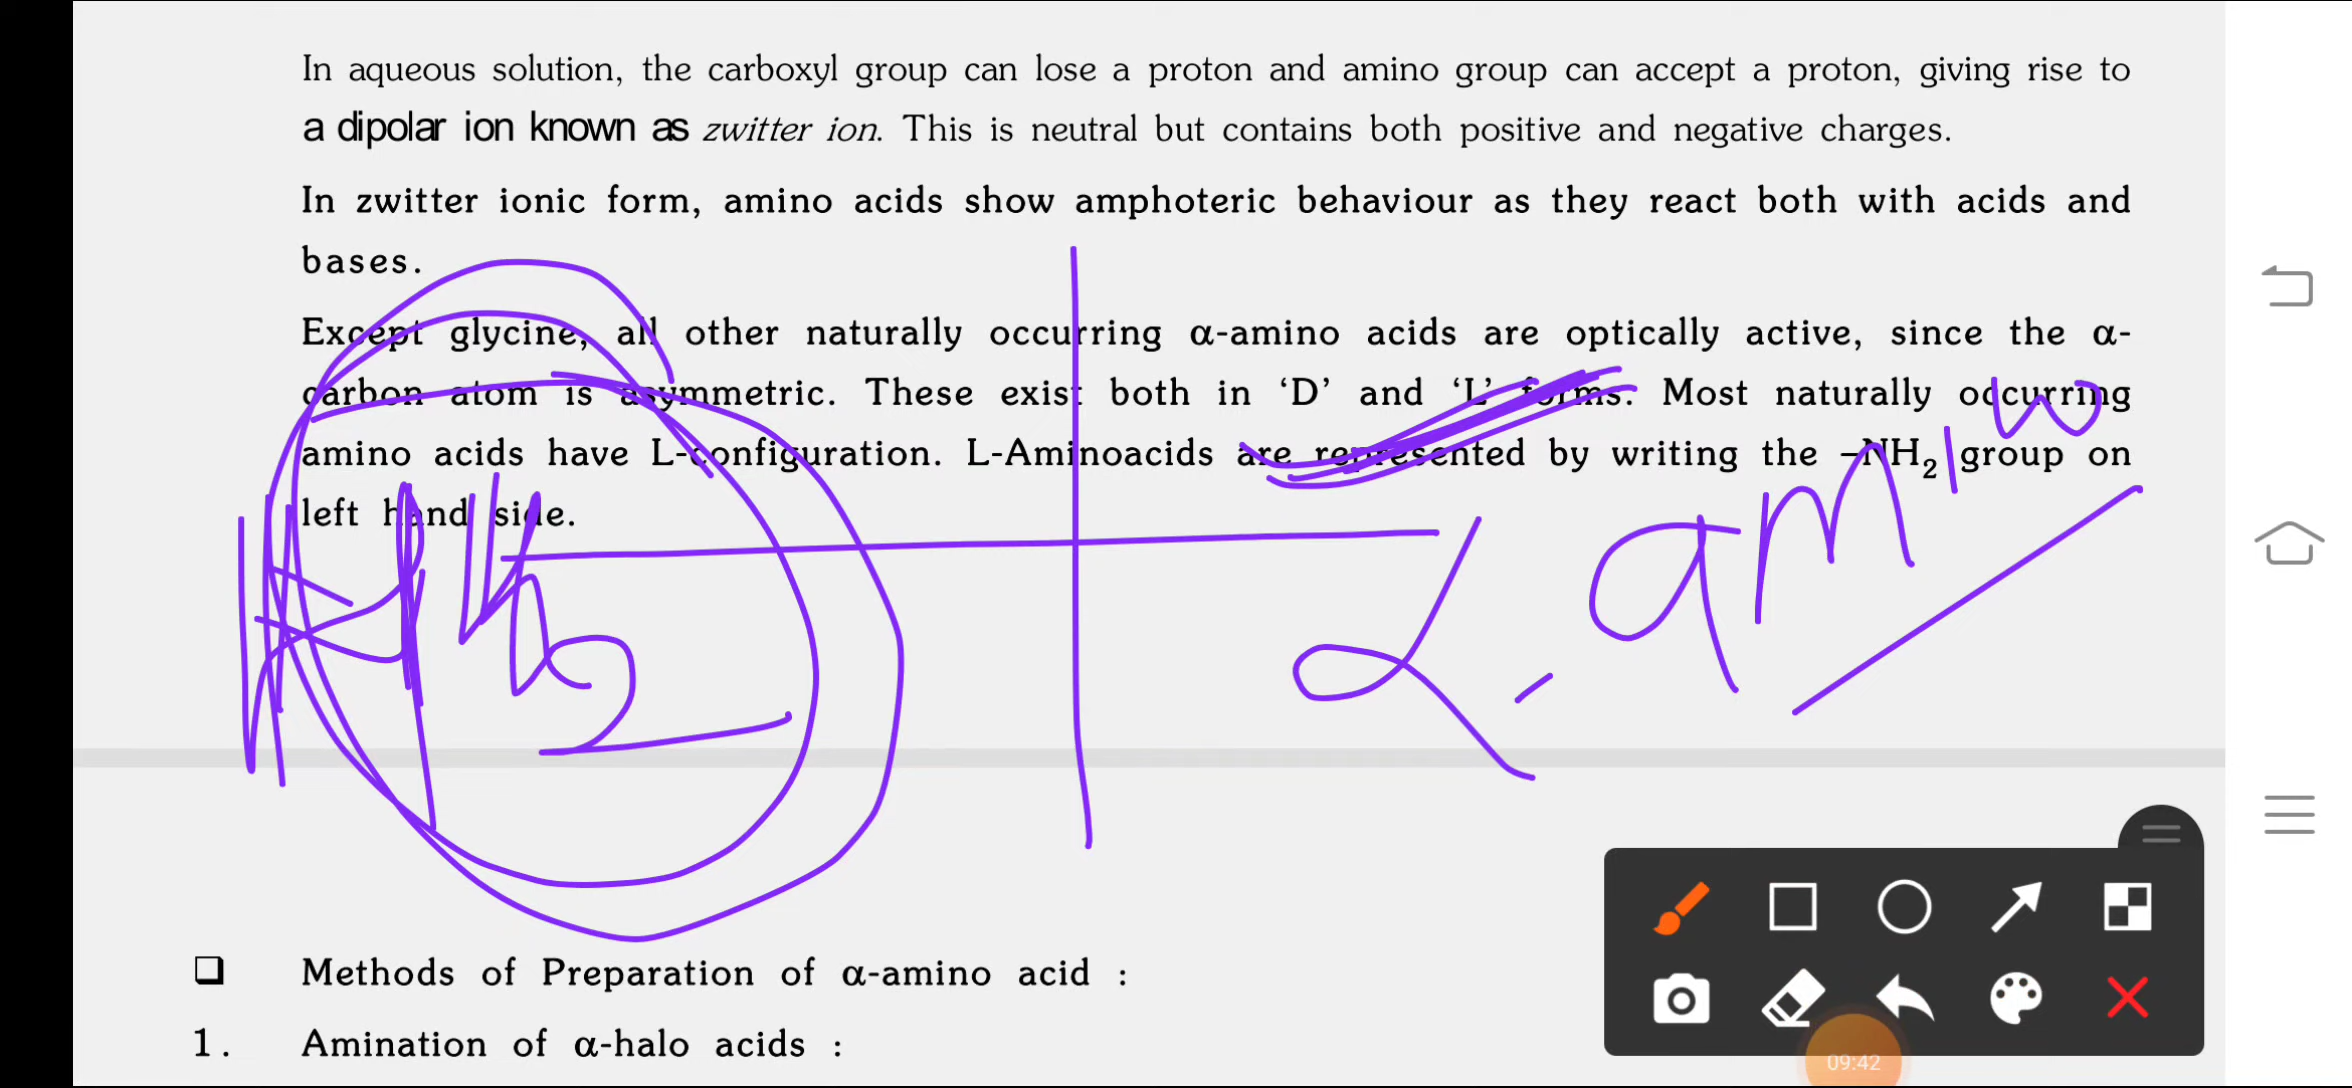 In aqueous solution, the carboxyl group can lose a proton and amino group can accept a proton, giving rise to
a dipolar ion known as zwitter ion. This is neutral but contains both positive and negative charges.
In zwitter ionic form, amino acids show amphoteric behaviour as they react both with acids and
bases.
Except glycine, all other naturally occurring α-amino acids are optically active, since the α-
carbon atom is asymmetric. These exist both in ‘D’ and ‘L’ forms. Most naturally occurring
amino acids have L-configuration. L-Aminoacids are represented by writing the –NH₂ group on
left hand side.
α-amino
❑ Methods of Preparation of α-amino acid :
1. Amination of α-halo acids :
09:42